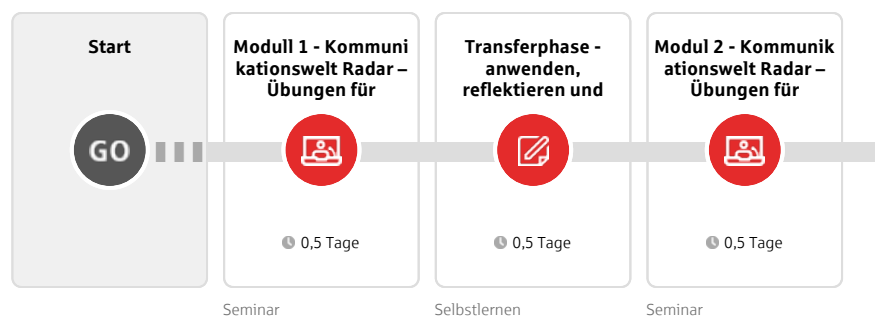 Start
GO
Modull 1 - Kommuni
kationswelt Radar –
Übungen für
0,5 Tage
Seminar
Transferphase -
anwenden,
reflektieren und
0,5 Tage
Selbstlernen
Modul 2 - Kommunik
ationswelt Radar –
Übungen für
0,5 Tage
Seminar